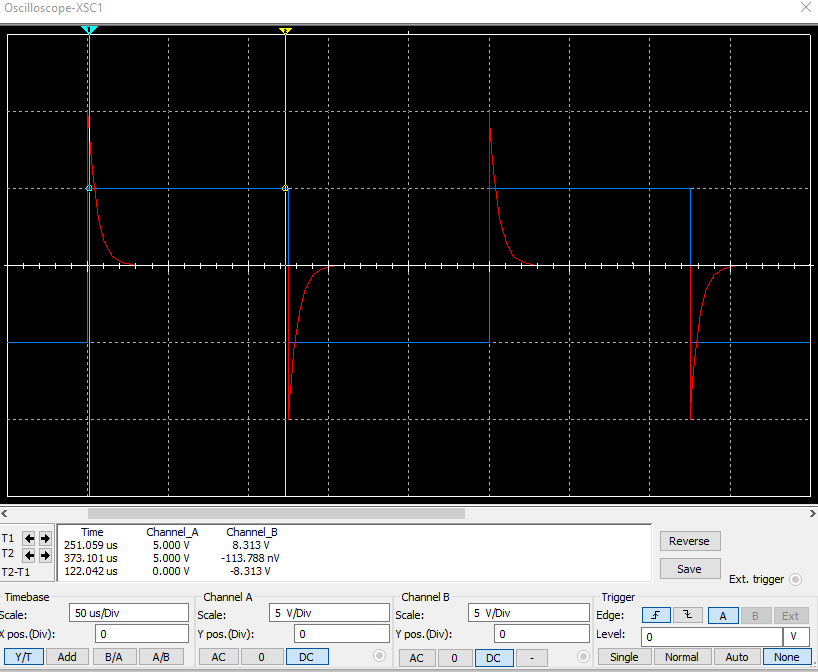 Oscilloscope-XSC1
1
2
Time Channel_A Channel_B
T1 251.059 us 5.000 V 8.313 V
T2 373.101 us 5.000 V -113.788 nV
T2-T1 122.042 us 0.000 V -8.313 V
Reverse
Save
Ext. trigger
Timebase
Scale: 50 us/Div
X pos.(Div): 0
Y/T Add B/A A/B
Channel A
Scale: 5 V/Div
Y pos.(Div): 0
AC 0 DC
Channel B
Scale: 5 V/Div
Y pos.(Div): 0
AC 0 DC -
Trigger
Edge: A B Ext
Level: 0 V
Single Normal Auto None